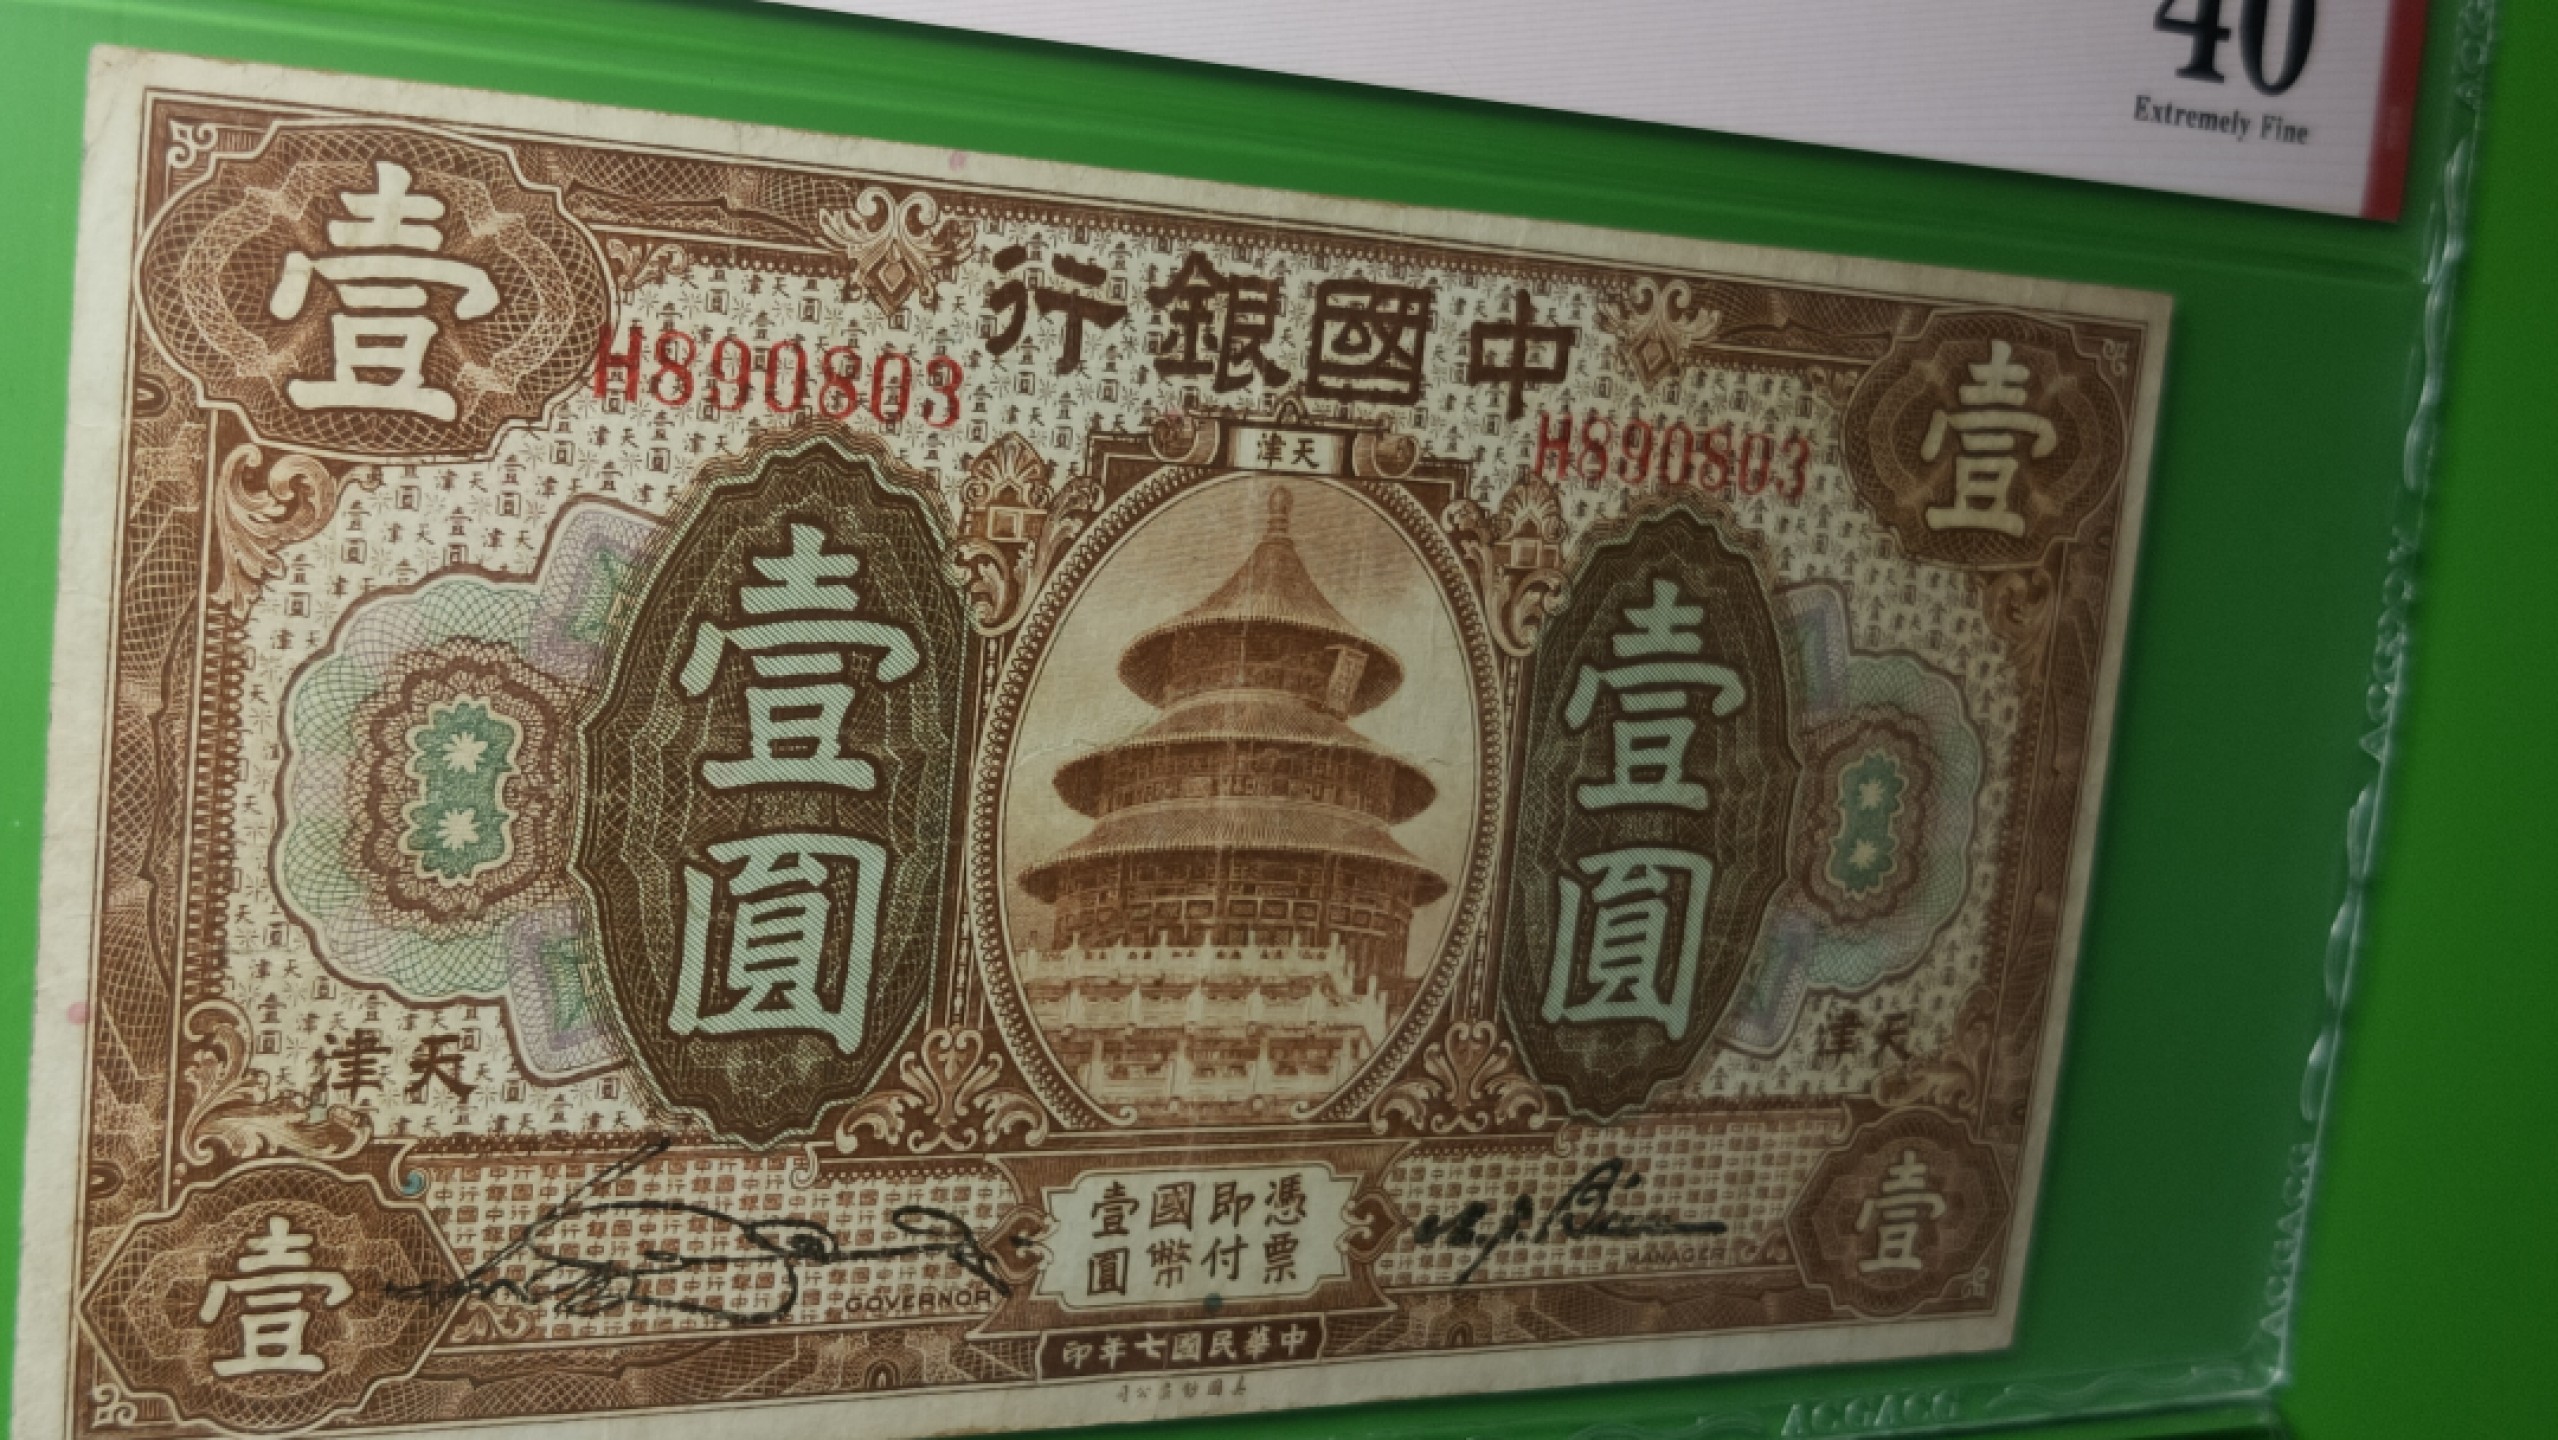 40
Extremely Fine
壹
中國銀行
壹
H890803
H890803
天津
壹圓
壹圓
天津
天津
憑票即付國幣壹圓
GOVERNOR
MANAGER
壹
壹
中華民國七年印
ACGACG
ACGACG